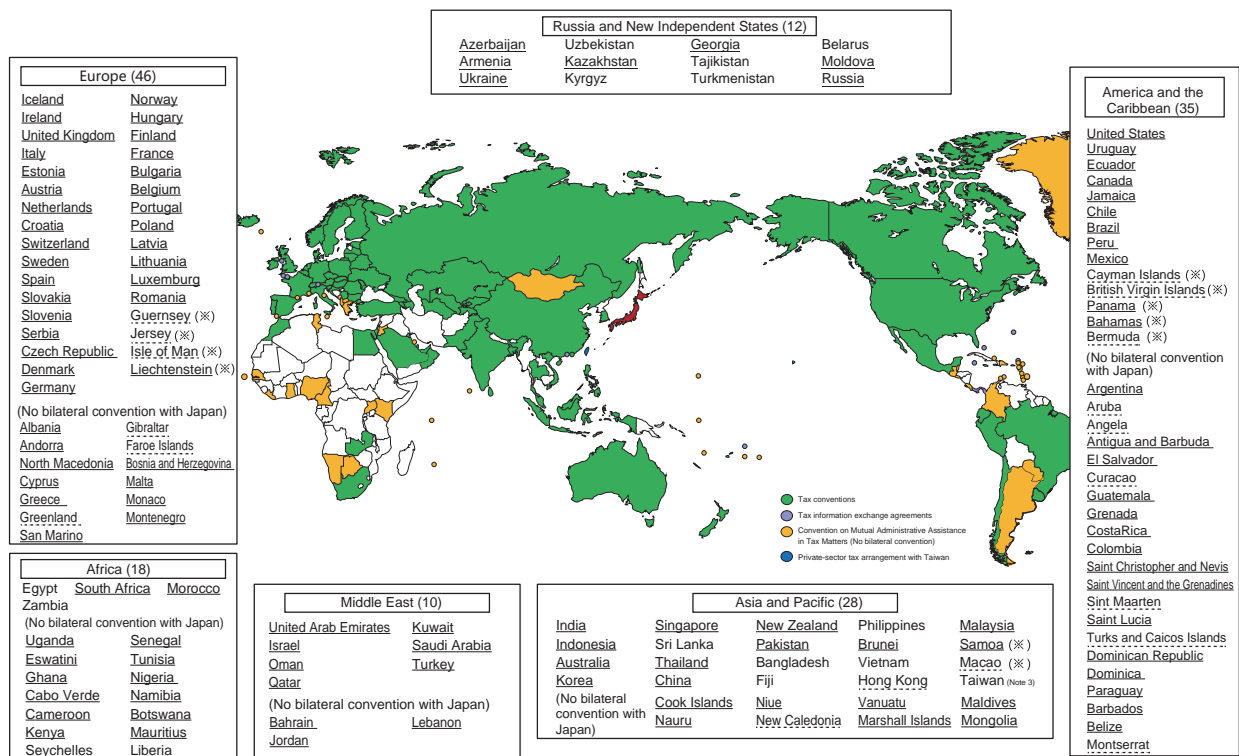 Russia and New Independent States (12)
Azerbaijan Uzbekistan Georgia Belarus
Armenia Kazakhstan Tajikistan Moldova
Ukraine Kyrgyz Turkmenistan Russia
Europe (46)
Iceland Norway
Ireland Hungary
United Kingdom Finland
Italy France
Estonia Bulgaria
Austria Belgium
Netherlands Portugal
Croatia Poland
Switzerland Latvia
Sweden Lithuania
Spain Luxemburg
Slovakia Romania
Slovenia Guernsey (※)
Serbia Jersey (※)
Czech Republic Isle of Man (※)
Denmark Liechtenstein (※)
Germany
(No bilateral convention with Japan)
Albania Gibraltar
Andorra Faroe Islands
North Macedonia Bosnia and Herzegovina
Cyprus Malta
Greece Monaco
Greenland Montenegro
San Marino
America and the
Caribbean (35)
United States
Uruguay
Ecuador
Canada
Jamaica
Chile
Brazil
Peru
Mexico
Cayman Islands (※)
British Virgin Islands (※)
Panama (※)
Bahamas (※)
Bermuda (※)
(No bilateral convention
with Japan)
Argentina
Aruba
Angela
Antigua and Barbuda
El Salvador
Curacao
Guatemala
Grenada
CostaRica
Colombia
Saint Christopher and Nevis
Saint Vincent and the Grenadines
Sint Maarten
Saint Lucia
Turks and Caicos Islands
Dominican Republic
Dominica
Paraguay
Barbados
Belize
Montserrat
Tax conventions
Tax information exchange agreements
Convention on Mutual Administrative Assistance
in Tax Matters (No bilateral convention)
Private-sector tax arrangement with Taiwan
Africa (18)
Egypt South Africa Morocco
Zambia
(No bilateral convention with Japan)
Uganda Senegal
Eswatini Tunisia
Ghana Nigeria
Cabo Verde Namibia
Cameroon Botswana
Kenya Mauritius
Seychelles Liberia
Middle East (10)
United Arab Emirates Kuwait
Israel Saudi Arabia
Oman Turkey
Qatar
(No bilateral convention with Japan)
Bahrain Lebanon
Jordan
Asia and Pacific (28)
India Singapore New Zealand Philippines Malaysia
Indonesia Sri Lanka Pakistan Brunei Samoa (※)
Australia Thailand Bangladesh Vietnam Macao (※)
Korea China Fiji Hong Kong Taiwan (Note 3)
(No bilateral
convention with
Japan)
Cook Islands Niue Vanuatu Maldives
Nauru New Caledonia Marshall Islands Mongolia